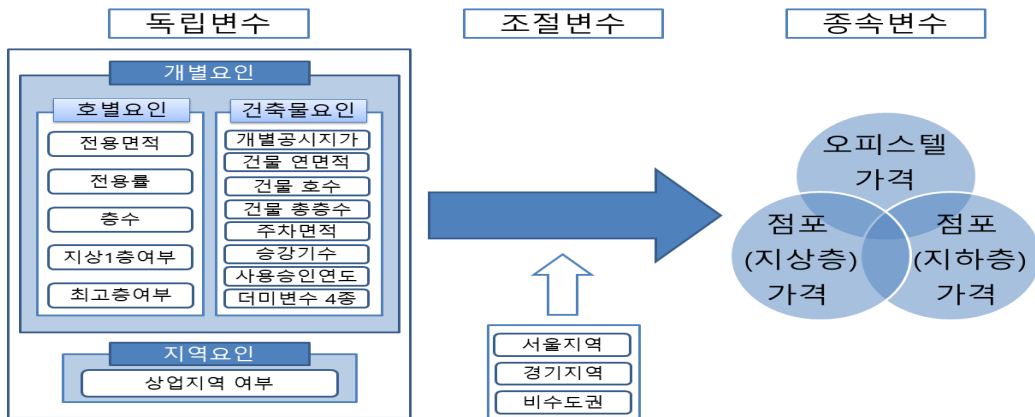 독립변수
조절변수
종속변수
개별요인
호별요인
전용면적
전용률
층수
지상1층여부
최고층여부
건축물요인
개별공시지가
건물 연면적
건물 호수
건물 총층수
주차면적
승강기수
사용승인연도
더미변수 4종
지역요인
상업지역 여부
서울지역
경기지역
비수도권
오피스텔
가격
점포
(지상층)
가격
점포
(지하층)
가격